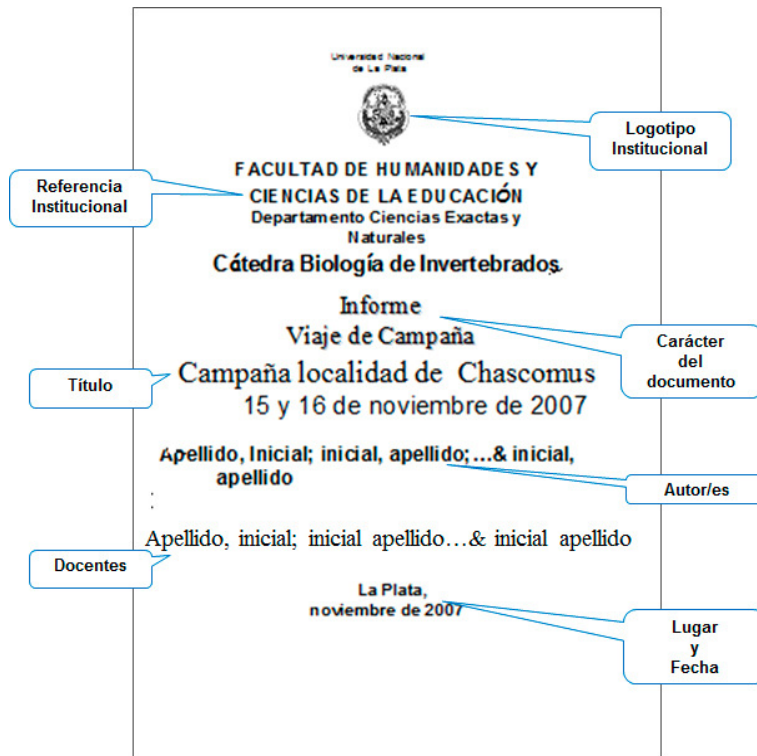 Universidad Nacional
de La Plata
Logotipo
Institucional
FACULTAD DE HUMANIDADES Y
CIENCIAS DE LA EDUCACIÓN
Referencia
Institucional
Departamento Ciencias Exactas y
Naturales
Cátedra Biología de Invertebrados.
Informe
Viaje de Campaña
Carácter
del
documento
Título
Campaña localidad de Chascomus
15 y 16 de noviembre de 2007
Apellido, Inicial; inicial, apellido;...& inicial,
apellido
:
Autor/es
Apellido, inicial; inicial apellido…& inicial apellido
Docentes
La Plata,
noviembre de 2007
Lugar
y
Fecha